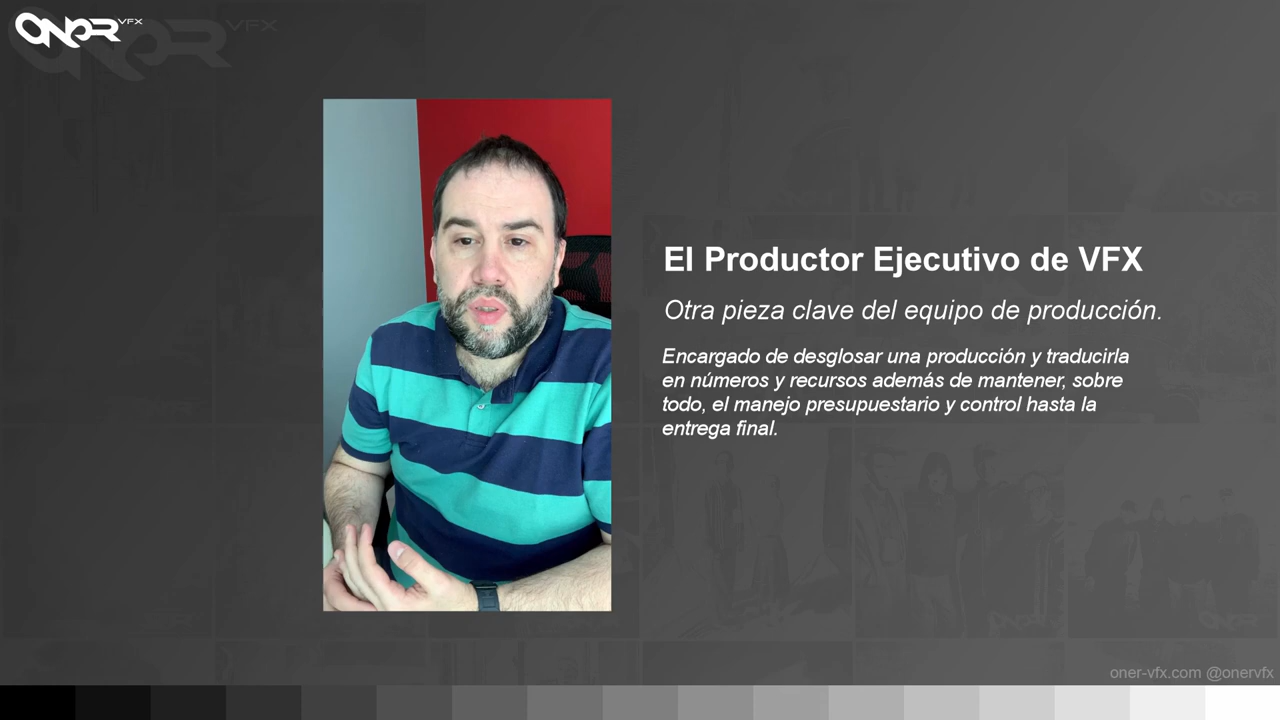 ONER VFX
El Productor Ejecutivo de VFX
Otra pieza clave del equipo de producción.
Encargado de desglosar una producción y traducirla
en números y recursos además de mantener, sobre
todo, el manejo presupuestario y control hasta la
entrega final.
oner-vfx.com @onervfx